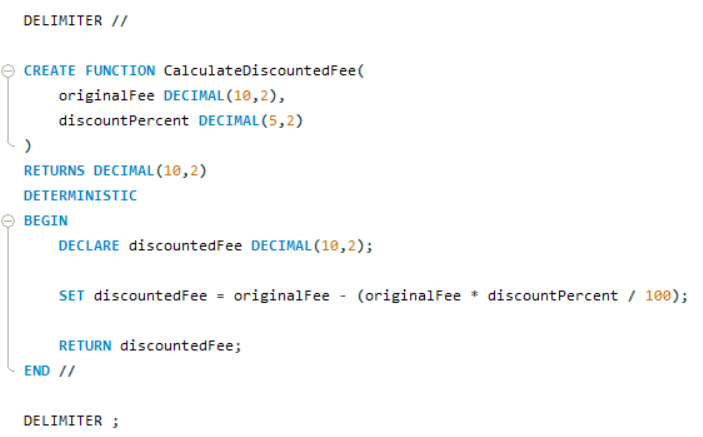 DELIMITER //
CREATE FUNCTION CalculateDiscountedFee(
originalFee DECIMAL(10,2),
discountPercent DECIMAL(5,2)
)
RETURNS DECIMAL(10,2)
DETERMINISTIC
BEGIN
DECLARE discountedFee DECIMAL(10,2);
SET discountedFee = originalFee - (originalFee * discountPercent / 100);
RETURN discountedFee;
END //
DELIMITER ;